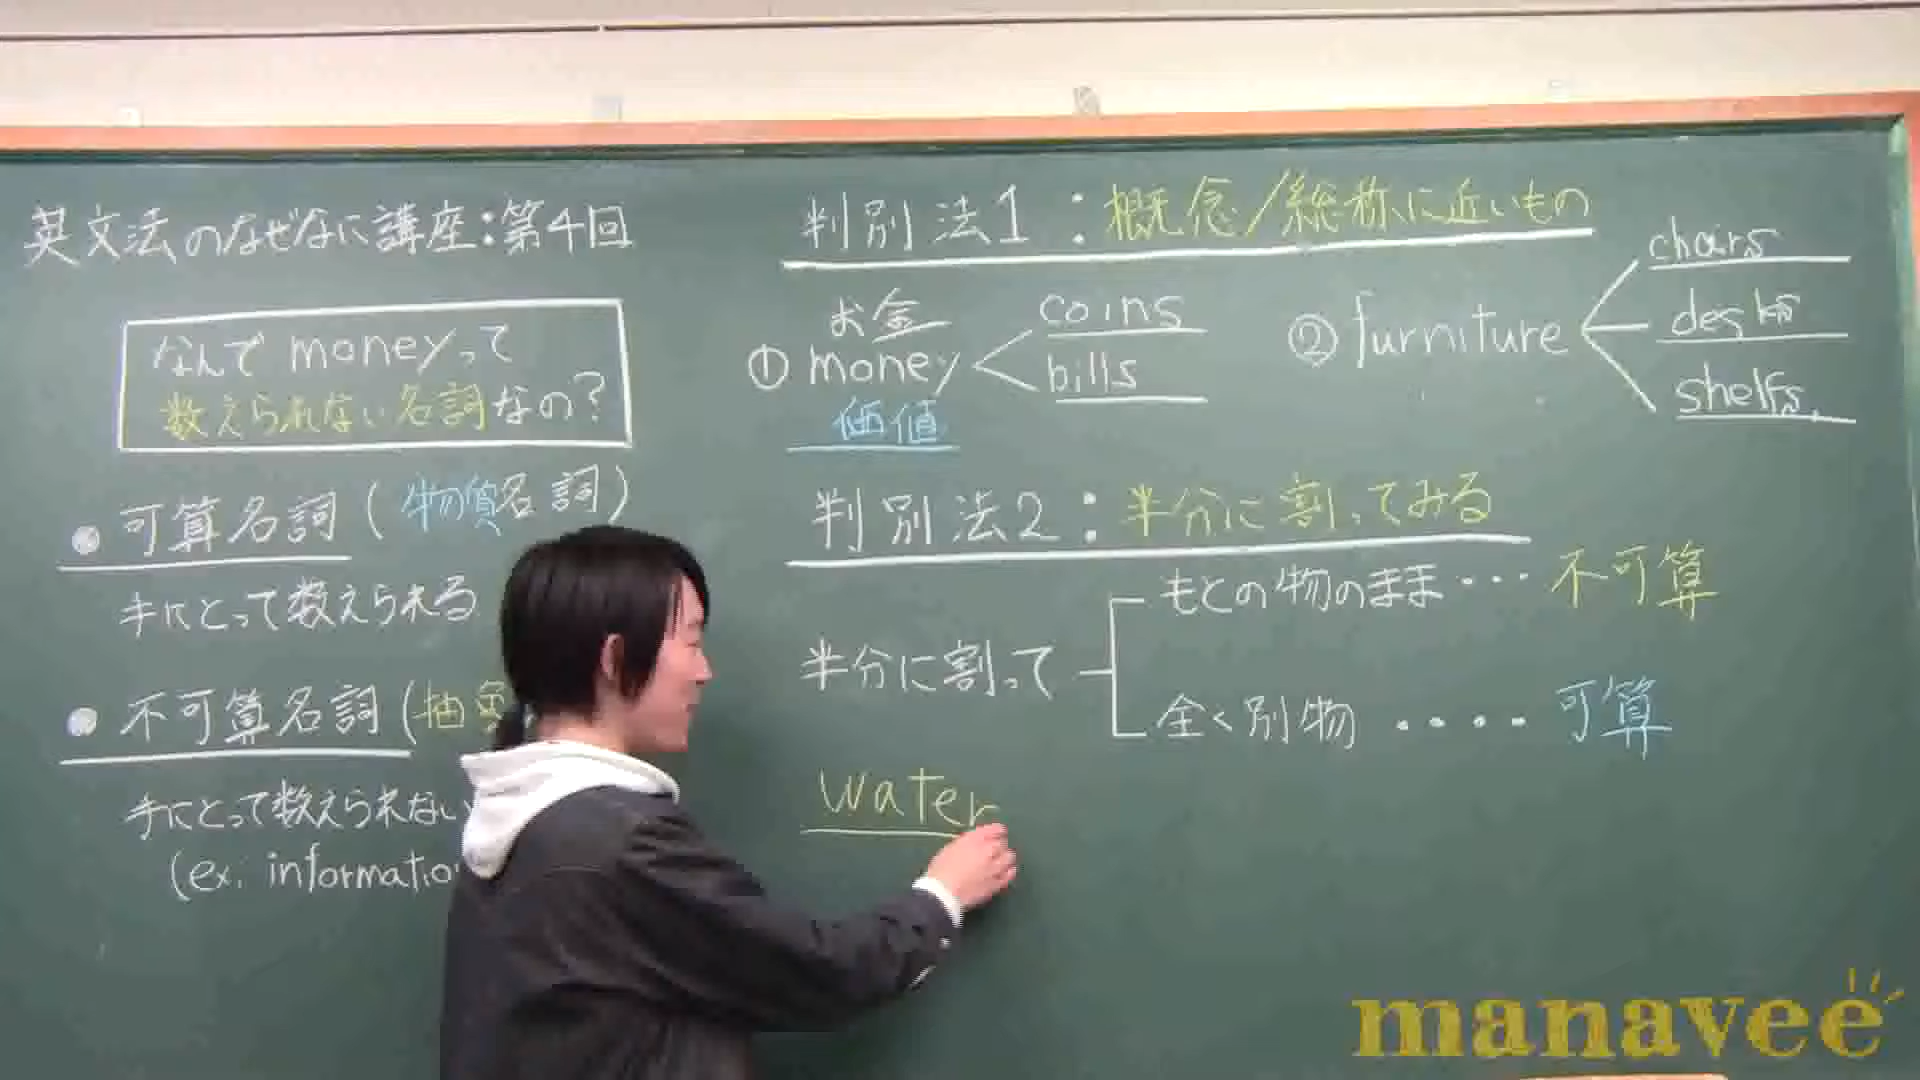 英文法のなぜなに講座:第4回
なんでmoneyって
数えられない名詞なの?
● 可算名詞(物質名詞)
手にとって数えられる
● 不可算名詞(抽象
手にとって数えられない
(ex. informatio
判別法1:概念/総称に近いもの
お金
① money
価値
coins
bills
② furniture
chairs
desks
shelfs
判別法2:半分に割ってみる
半分に割って
もとの物のまま・・・不可算
全く別物・・・・可算
water
manavee